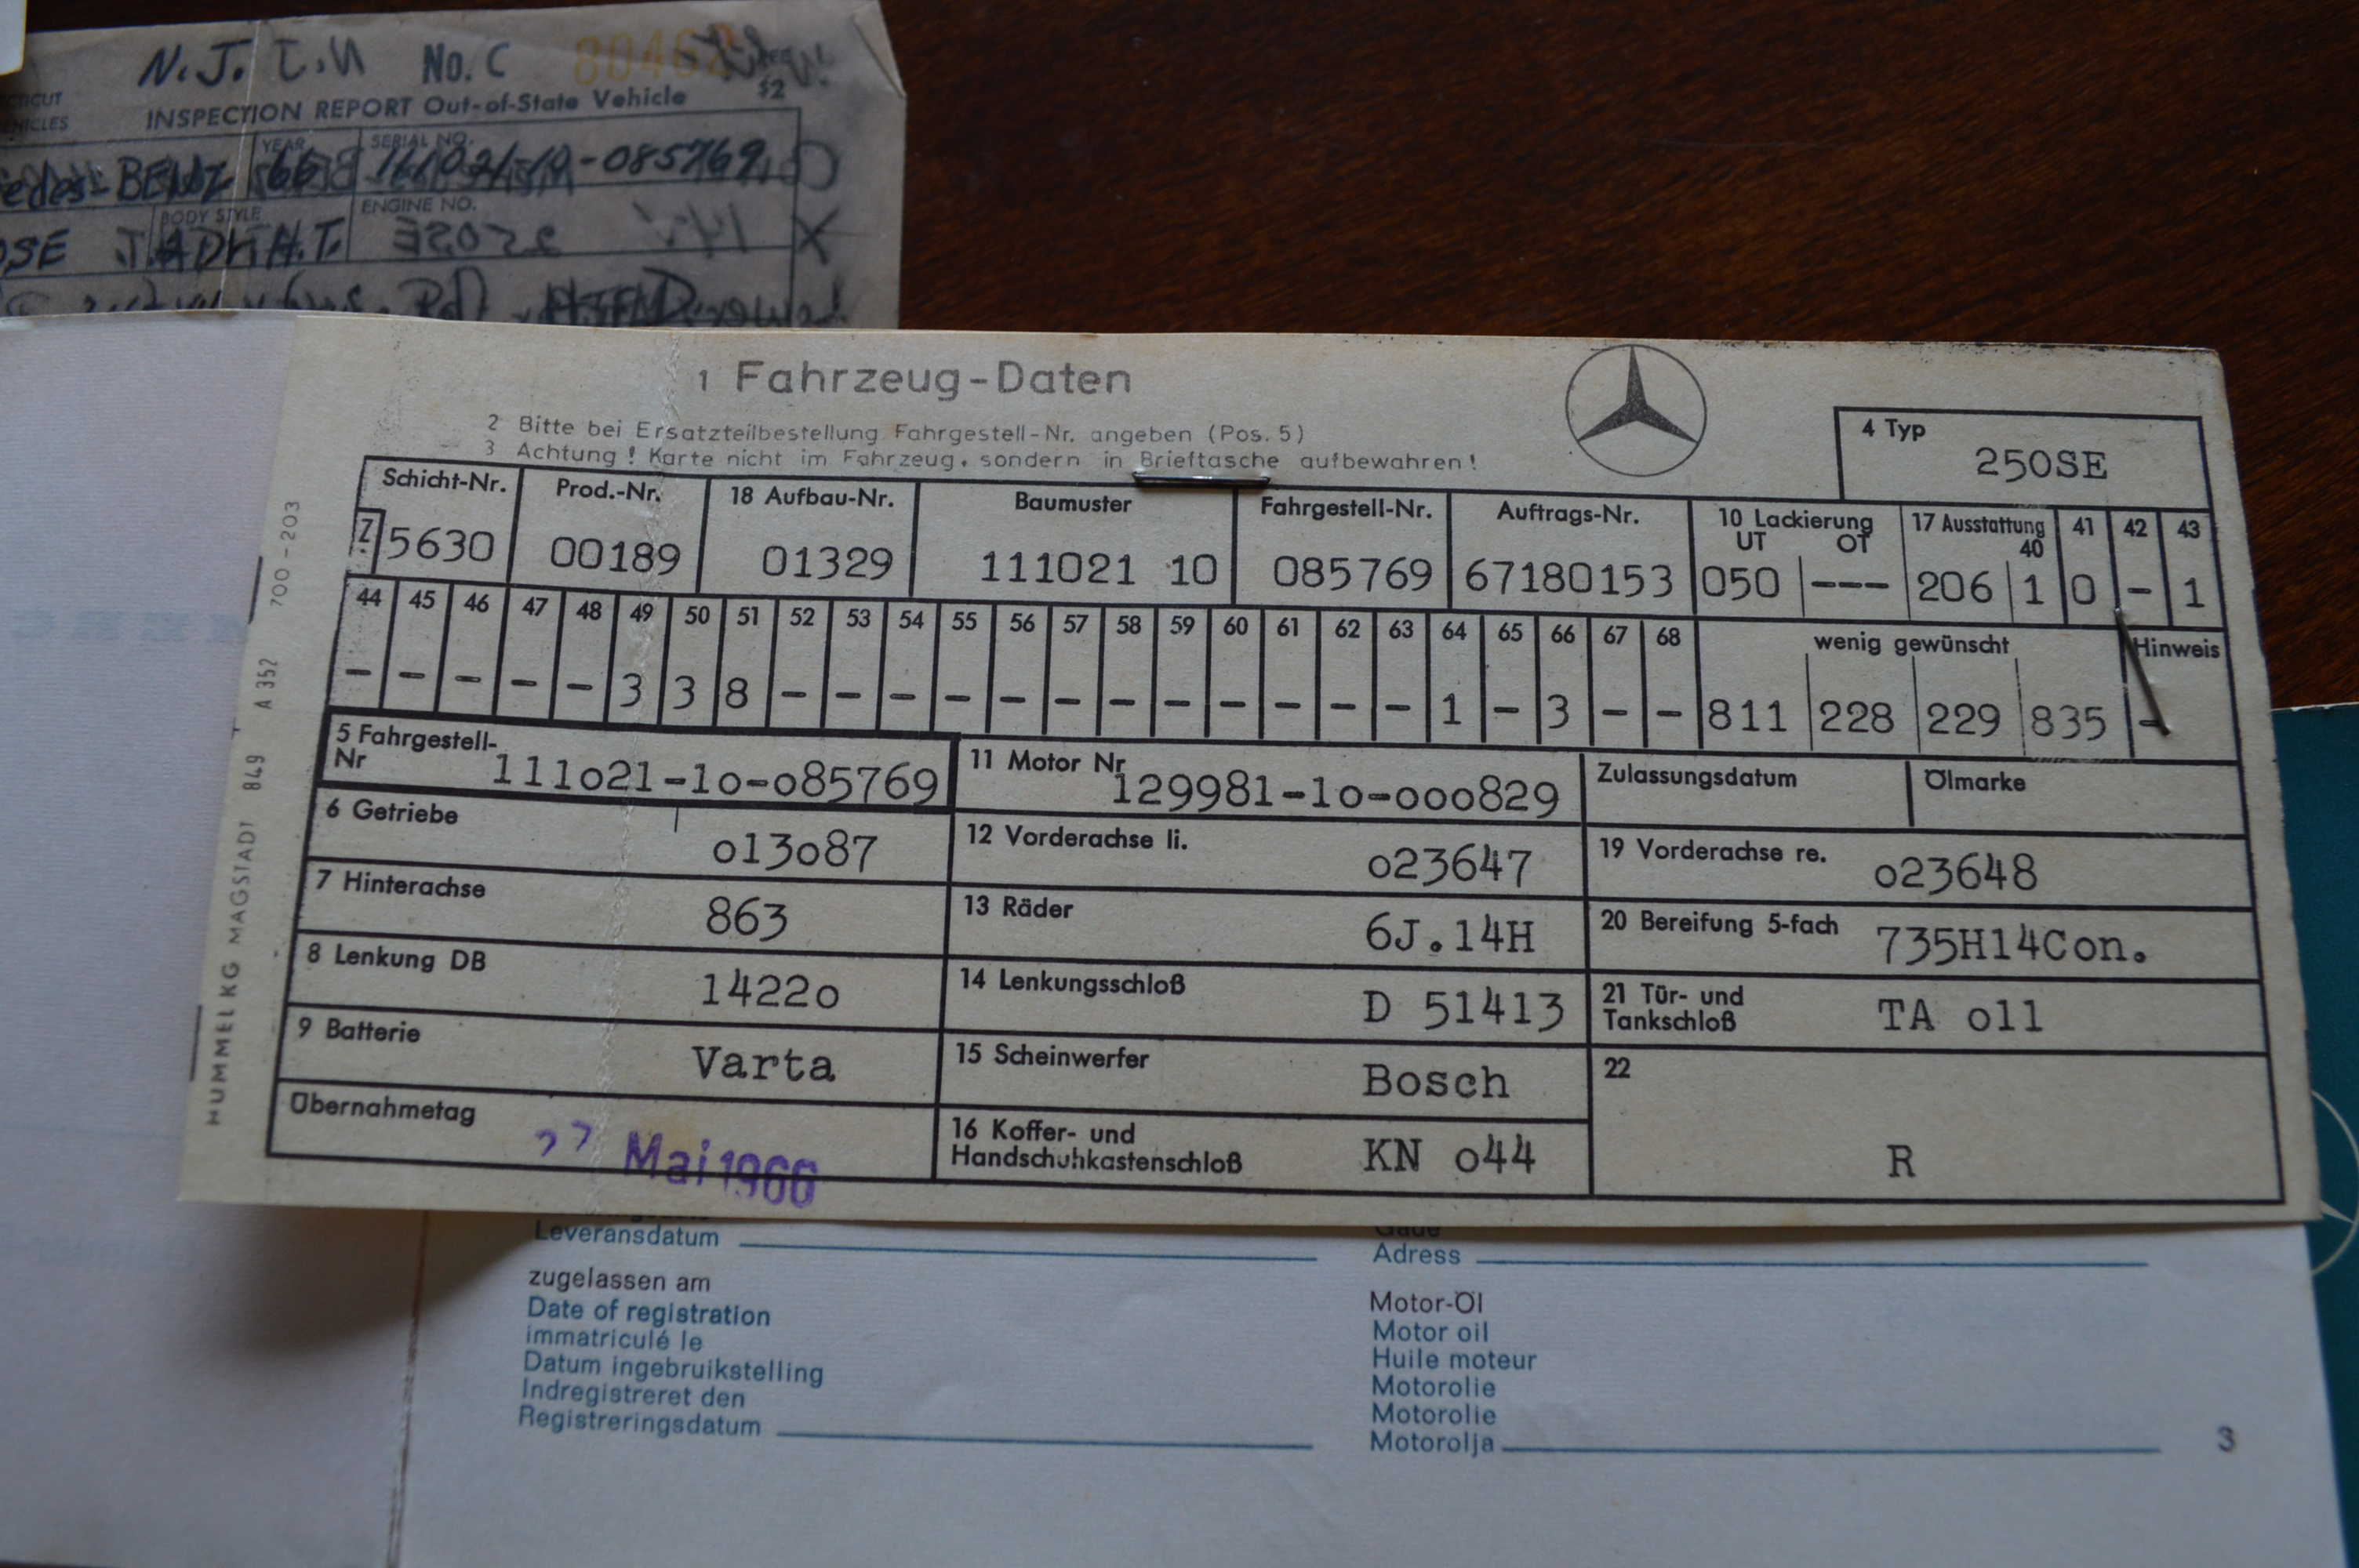 N.J. No. C 80462
$2
INSPECTION REPORT Out-of-State Vehicle
YEAR SERIAL NO.
edes-BENZ 66 111021-10-085769
BODY STYLE ENGINE NO.
SE H.T. 250SE
1 Fahrzeug-Daten
2 Bitte bei Ersatzteilbestellung Fahrgestell-Nr. angeben (Pos. 5)
3 Achtung! Karte nicht im Fahrzeug, sondern in Brieftasche aufbewahren!
4 Typ
250SE
Schicht-Nr. Prod.-Nr. 18 Aufbau-Nr. Baumuster Fahrgestell-Nr. Auftrags-Nr. 10 Lackierung 17 Ausstattung 41 42 43
UT OT 40
5630 00189 01329 111021 10 085769 67180153 050 --- 206 1 0 - 1
44 45 46 47 48 49 50 51 52 53 54 55 56 57 58 59 60 61 62 63 64 65 66 67 68 wenig gewünscht Hinweis
- - - - - 3 3 8 - - - - - - - - - - - - 1 - 3 - - 811 228 229 835 -
5 Fahrgestell-Nr 111o21-1o-o85769 11 Motor Nr 129981-1o-ooo829 Zulassungsdatum Ölmarke
6 Getriebe o13o87 12 Vorderachse li. o23647 19 Vorderachse re. o23648
7 Hinterachse 863 13 Räder 6J.14H 20 Bereifung 5-fach 735H14Con.
8 Lenkung DB 1422o 14 Lenkungsschloß D 51413 21 Tür- und Tankschloß TA o11
9 Batterie Varta 15 Scheinwerfer Bosch 22
Übernahmetag Mai 1966 16 Koffer- und Handschuhkastenschloß KN o44 R
HUMMEL KG MAGSTADT 849 A 352 700-203
Leveransdatum
Adress
zugelassen am
Date of registration
immatriculé le
Datum ingebruikstelling
Indregistreret den
Registreringsdatum
Motor-Öl
Motor oil
Huile moteur
Motorolie
Motorolie
Motorolja
3